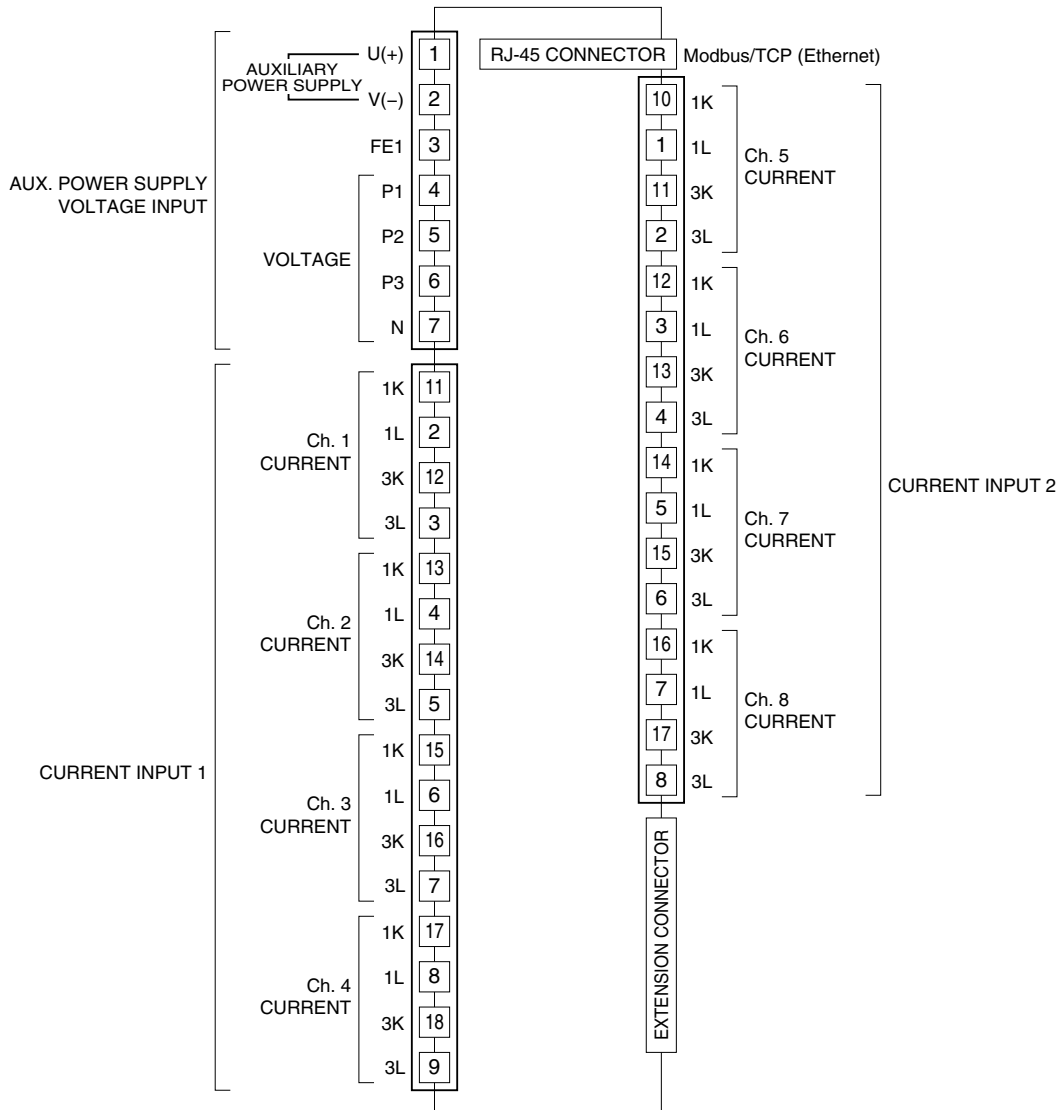 AUX. POWER SUPPLY
VOLTAGE INPUT
AUXILIARY
POWER SUPPLY
U(+) 1
V(−) 2
FE1 3
VOLTAGE
P1 4
P2 5
P3 6
N 7
CURRENT INPUT 1
Ch. 1
CURRENT
1K 11
1L 2
3K 12
3L 3
Ch. 2
CURRENT
1K 13
1L 4
3K 14
3L 5
Ch. 3
CURRENT
1K 15
1L 6
3K 16
3L 7
Ch. 4
CURRENT
1K 17
1L 8
3K 18
3L 9
RJ-45 CONNECTOR Modbus/TCP (Ethernet)
10 1K
1 1L
11 3K
2 3L
Ch. 5
CURRENT
12 1K
3 1L
13 3K
4 3L
Ch. 6
CURRENT
14 1K
5 1L
15 3K
6 3L
Ch. 7
CURRENT
16 1K
7 1L
17 3K
8 3L
Ch. 8
CURRENT
CURRENT INPUT 2
EXTENSION CONNECTOR